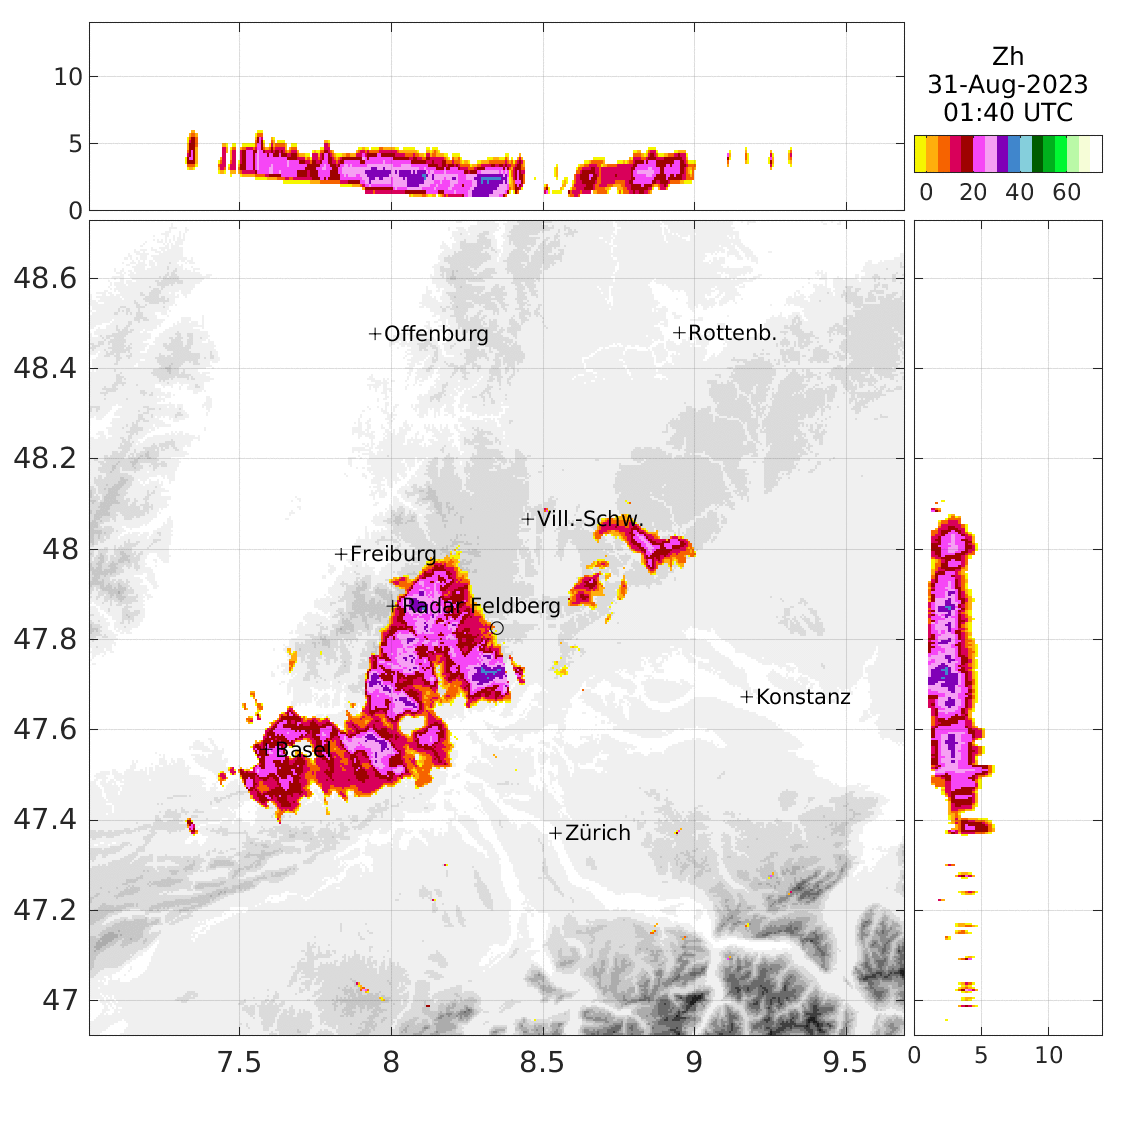 10
5
0
Zh
31-Aug-2023
01:40 UTC
0 20 40 60
48.6
48.4
48.2
48
47.8
47.6
47.4
47.2
47
Offenburg
Rottenb.
Vill.-Schw.
Freiburg
Radar Feldberg
Konstanz
Basel
Zürich
7.5 8 8.5 9 9.5
0 5 10